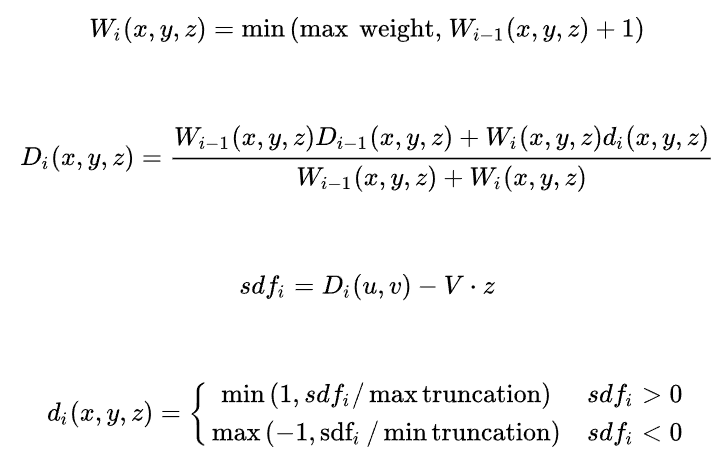 W_i(x, y, z) = min (max weight, W_{i−1}(x, y, z) + 1)
D_i(x, y, z) = \frac{W_{i−1}(x, y, z)D_{i−1}(x, y, z) + W_i(x, y, z)d_i(x, y, z)}{W_{i−1}(x, y, z) + W_i(x, y, z)}
sdf_i = D_i(u, v) − V · z
d_i(x, y, z) = { min (1, sdf_i / max truncation) sdf_i > 0
max (−1, sdf_i / min truncation) sdf_i < 0